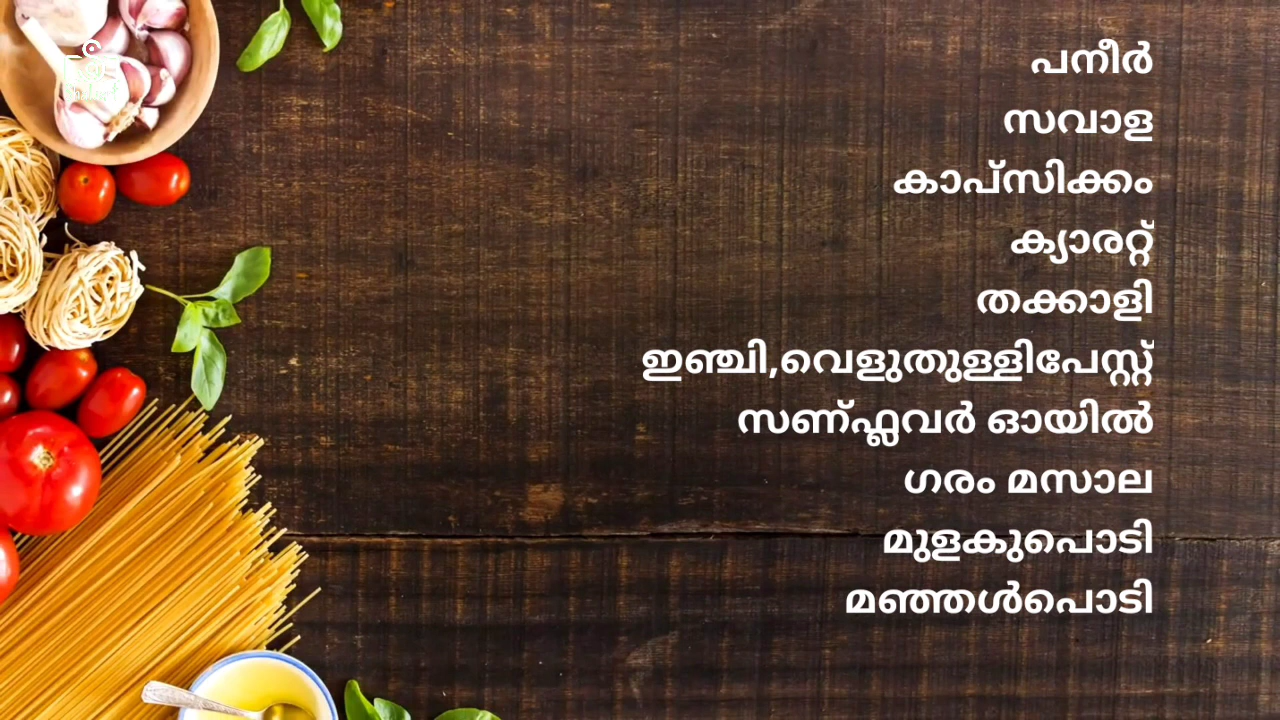 പനീർ
സവാള
കാപ്സിക്കം
ക്യാരറ്റ്
തക്കാളി
ഇഞ്ചി,വെളുതുള്ളിപേസ്റ്റ്
സണ്ഫ്ലവർ ഓയിൽ
ഗരം മസാല
മുളകുപൊടി
മഞ്ഞൾപൊടി